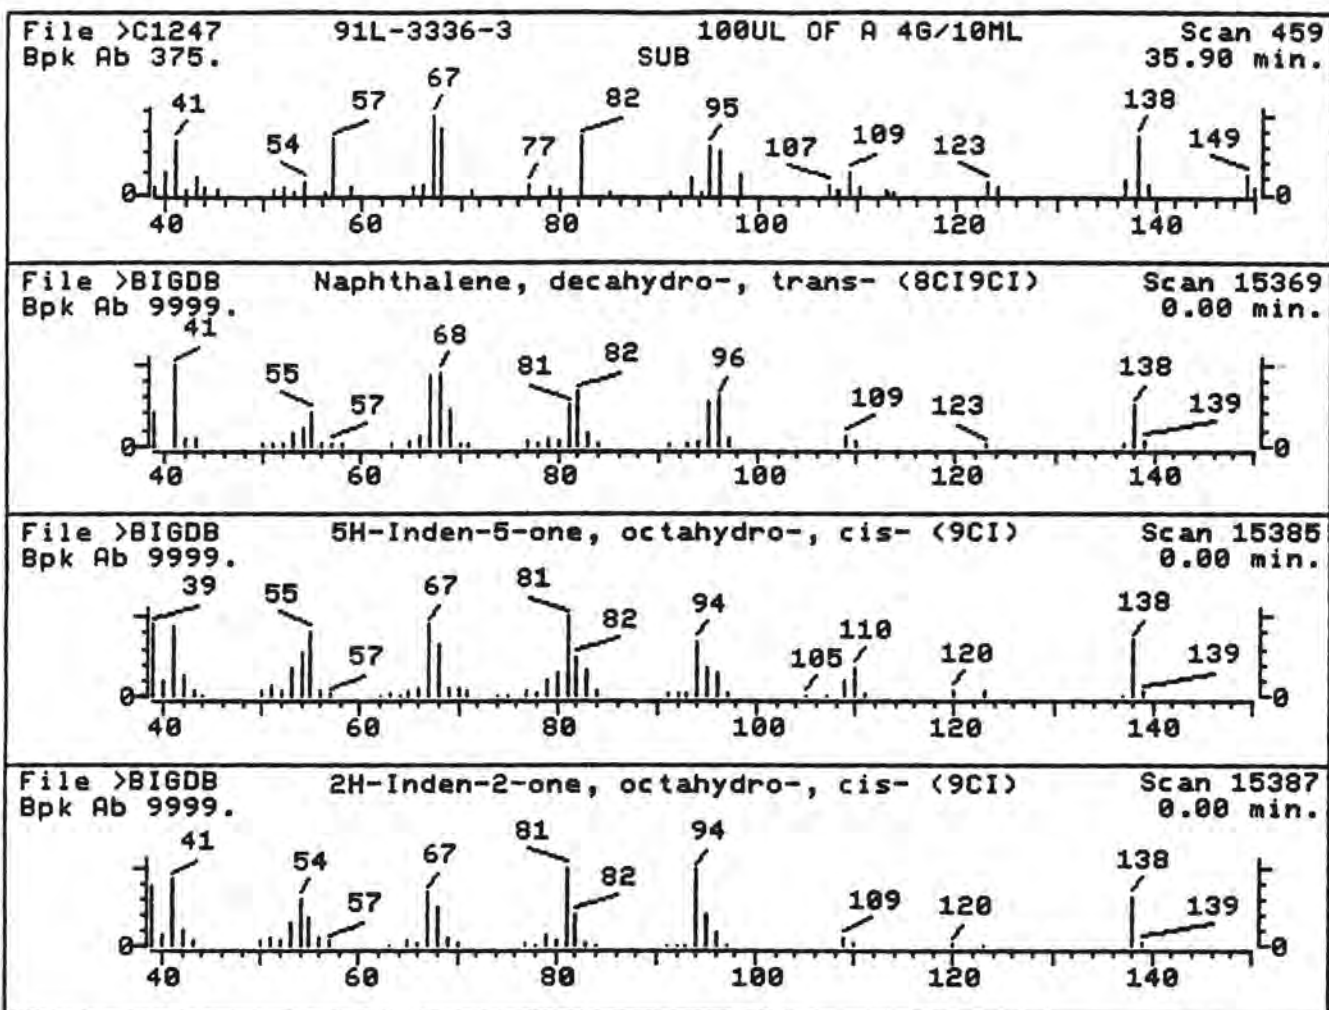 File >C1247 91L-3336-3 100UL OF A 4G/10ML Scan 459
Bpk Ab 375. SUB 35.90 min.
41 54 57 67 77 82 95 107 109 123 138 149
0 0
40 60 80 100 120 140
File >BIGDB Naphthalene, decahydro-, trans- (8CI9CI) Scan 15369
Bpk Ab 9999. 0.00 min.
41 55 57 68 81 82 96 109 123 138 139
0 0
40 60 80 100 120 140
File >BIGDB 5H-Inden-5-one, octahydro-, cis- (9CI) Scan 15385
Bpk Ab 9999. 0.00 min.
39 55 57 67 81 82 94 105 110 120 138 139
0 0
40 60 80 100 120 140
File >BIGDB 2H-Inden-2-one, octahydro-, cis- (9CI) Scan 15387
Bpk Ab 9999. 0.00 min.
41 54 57 67 81 82 94 109 120 138 139
0 0
40 60 80 100 120 140